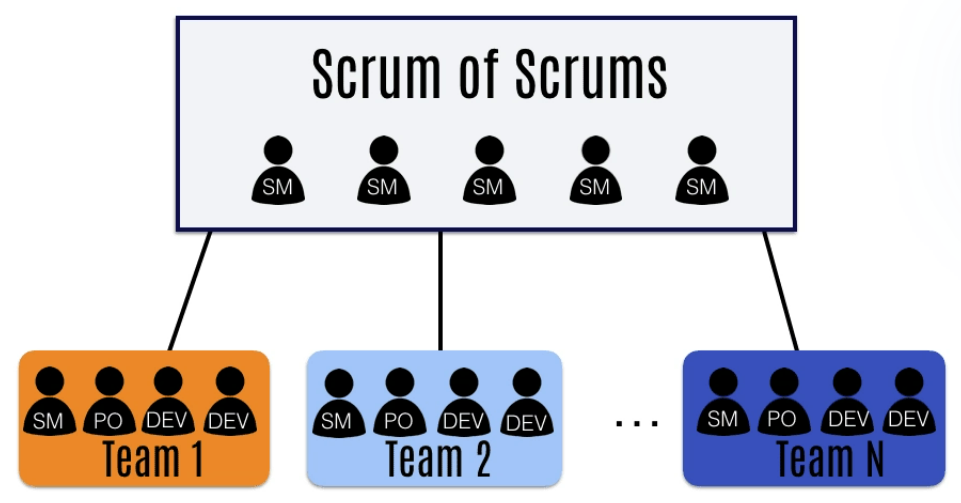 Scrum of Scrums
SM SM SM SM SM
SM PO DEV DEV
Team 1
SM PO DEV DEV
Team 2
...
SM PO DEV DEV
Team N